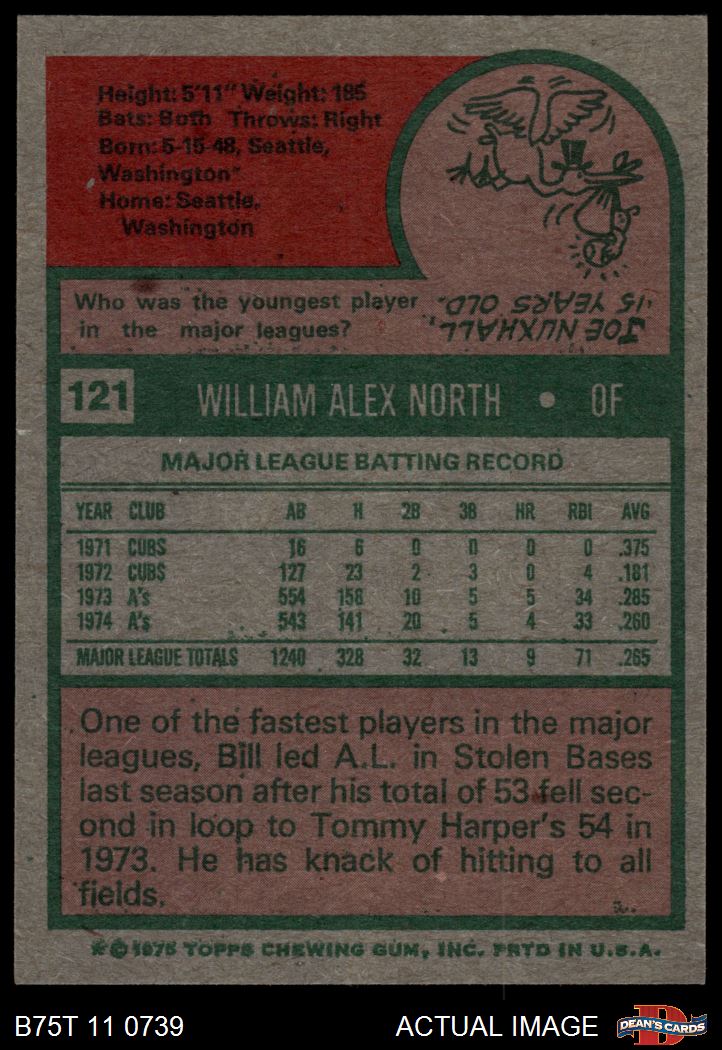 Height: 5'11" Weight: 185
Bats: Both Throws: Right
Born: 5-15-48, Seattle,
Washington
Home: Seattle,
Washington
Who was the youngest player
in the major leagues?
JOE NUXHALL,
15 YEARS OLD.
121 WILLIAM ALEX NORTH • OF
MAJOR LEAGUE BATTING RECORD
YEAR CLUB AB H 2B 3B HR RBI AVG
1971 CUBS 16 6 0 0 0 0 .375
1972 CUBS 127 23 2 3 0 4 .181
1973 A's 554 158 10 5 5 34 .285
1974 A's 543 141 20 5 4 33 .260
MAJOR LEAGUE TOTALS 1240 328 32 13 9 71 .265
One of the fastest players in the major
leagues, Bill led A.L. in Stolen Bases
last season after his total of 53 fell sec-
ond in loop to Tommy Harper's 54 in
1973. He has knack of hitting to all
fields.
* © 1975 TOPPS CHEWING GUM, INC. PRTD IN U.S.A.
B75T 11 0739 ACTUAL IMAGE DEAN'S CARDS